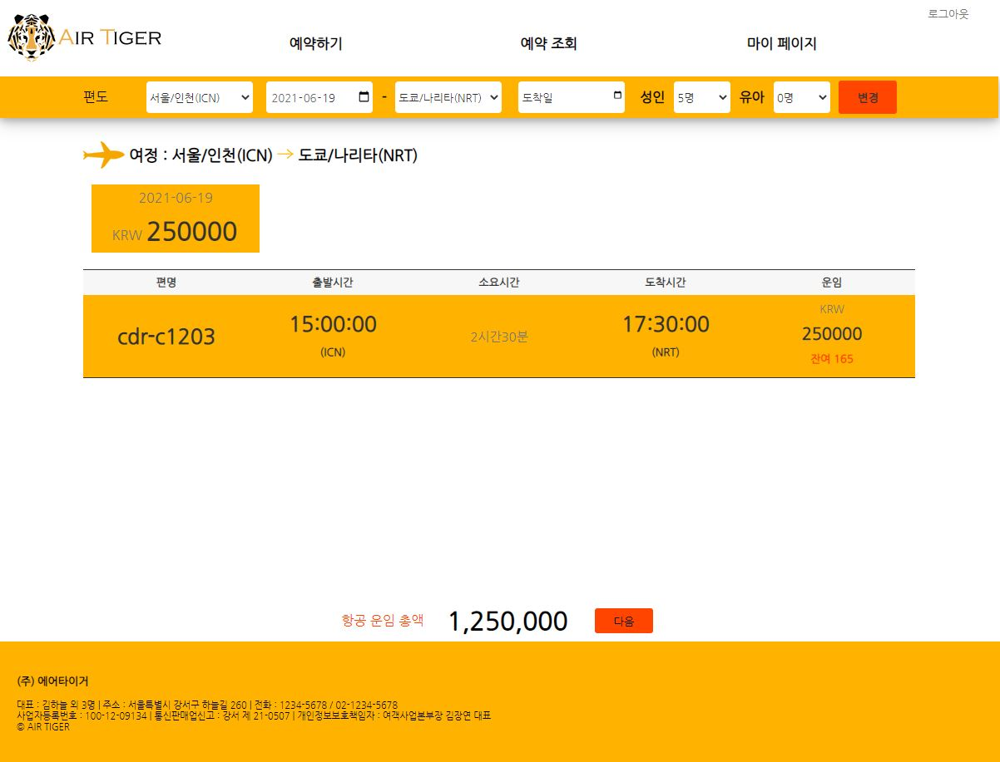 로그아웃
AIR TIGER
예약하기 예약 조회 마이 페이지
편도 서울/인천(ICN) 2021-06-19 - 도쿄/나리타(NRT) 도착일 성인 5명 유아 0명 변경
여정 : 서울/인천(ICN) → 도쿄/나리타(NRT)
2021-06-19
KRW 250000
편명 출발시간 소요시간 도착시간 운임
cdr-c1203 15:00:00 (ICN) 2시간30분 17:30:00 (NRT) KRW 250000 잔여 165
항공 운임 총액 1,250,000 다음
(주) 에어타이거
대표 : 김하늘 외 3명 | 주소 : 서울특별시 강서구 하늘길 260 | 전화 : 1234-5678 / 02-1234-5678
사업자등록번호 : 100-12-09134 | 통신판매업신고 : 강서 제 21-0507 | 개인정보보호책임자 : 여객사업본부장 김장연 대표
© AIR TIGER